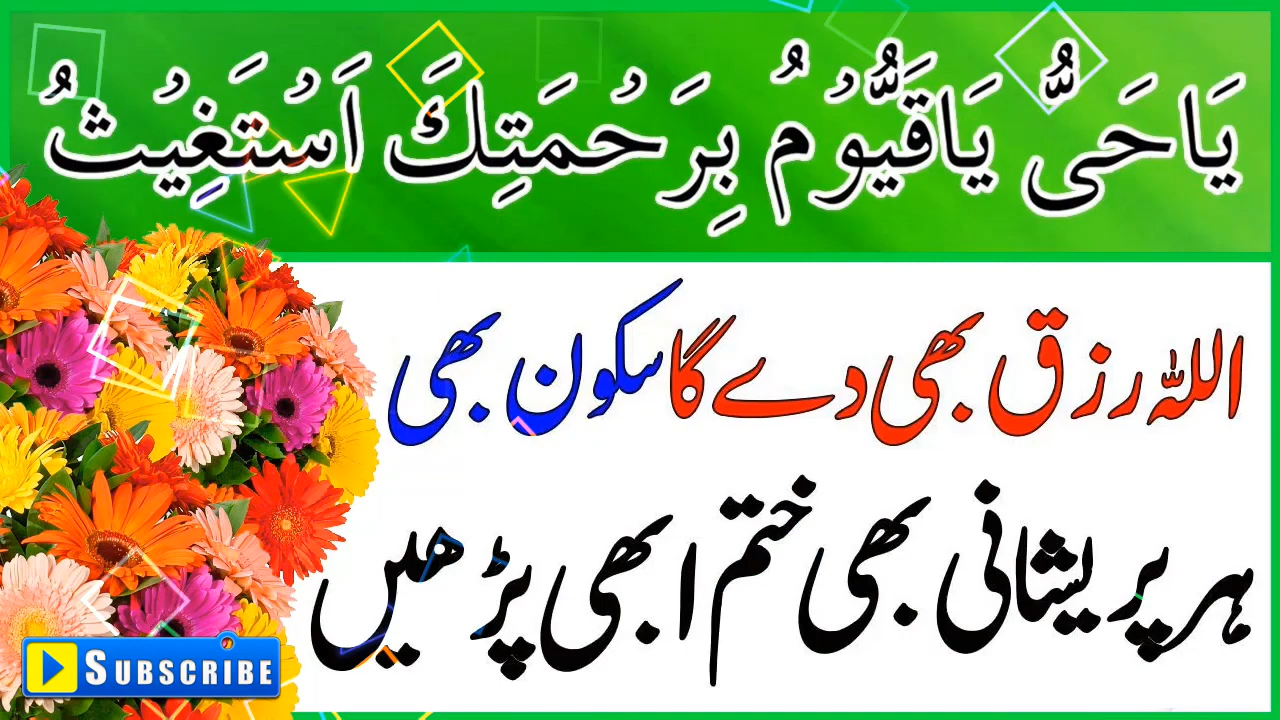 يَاحَىُّ يَاقَيُّوْمُ بِرَحْمَتِكَ اَسْتَغِيْثُ
اللہ رزق بھی دے گا سکون بھی
ہر پریشانی بھی ختم ابھی پڑھیں
SUBSCRIBE